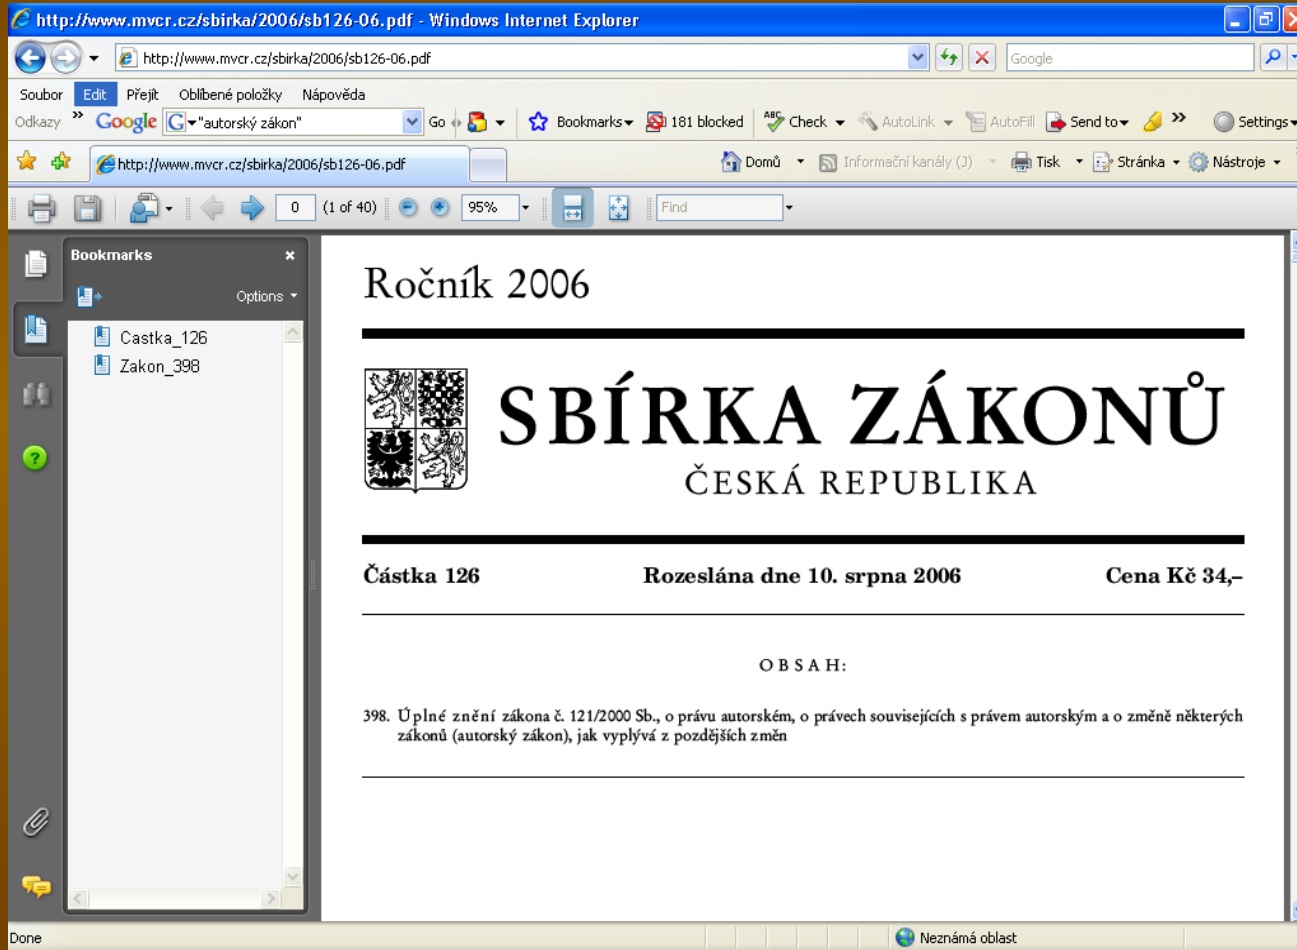 http://www.mvcr.cz/sbirka/2006/sb126-06.pdf - Windows Internet Explorer
http://www.mvcr.cz/sbirka/2006/sb126-06.pdf
Google
Soubor Edit Přejít Oblíbené položky Nápověda
Odkazy » Google G "autorský zákon" Go Bookmarks 181 blocked ABC Check AutoLink AutoFill Send to » Settings
http://www.mvcr.cz/sbirka/2006/sb126-06.pdf Domů Informační kanály (J) Tisk Stránka Nástroje
0 (1 of 40) 95% Find
Bookmarks
Options
Castka_126
Zakon_398
Ročník 2006
SBÍRKA ZÁKONŮ
ČESKÁ REPUBLIKA
Částka 126 Rozeslána dne 10. srpna 2006 Cena Kč 34,–
OBSAH:
398. Úplné znění zákona č. 121/2000 Sb., o právu autorském, o právech souvisejících s právem autorským a o změně některých
zákonů (autorský zákon), jak vyplývá z pozdějších změn
Done Neznámá oblast